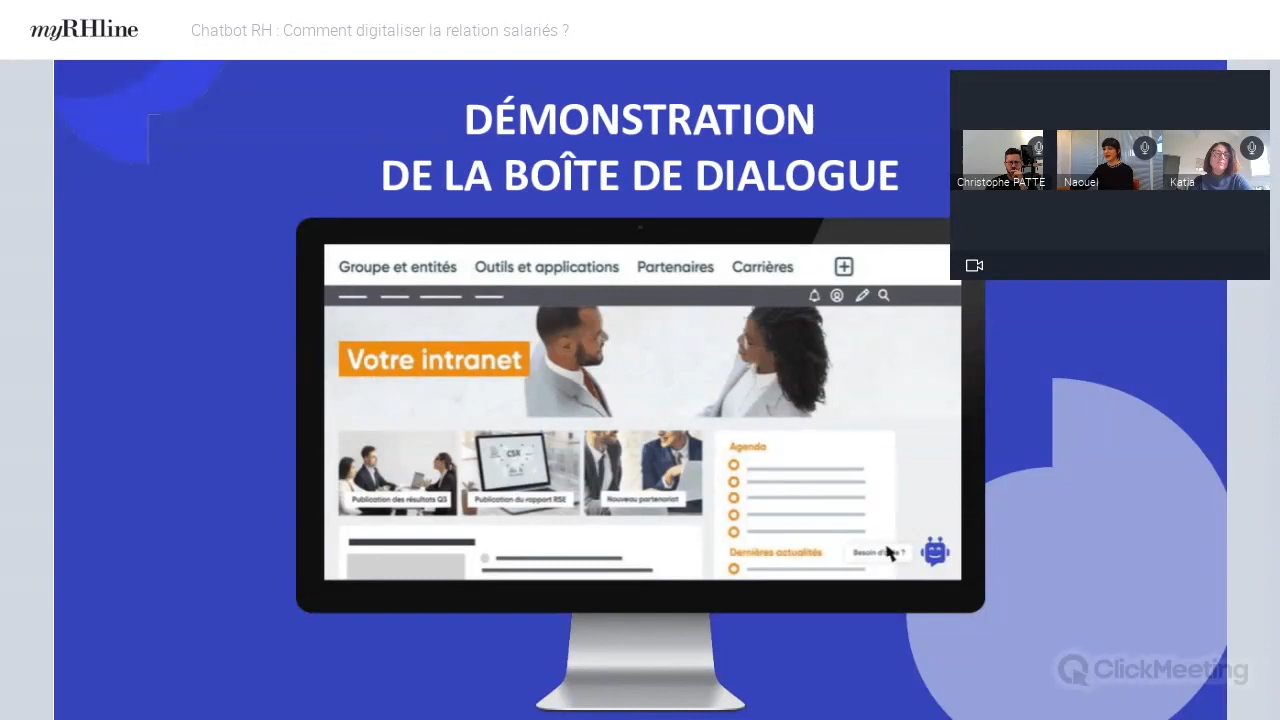 myRHline
Chatbot RH : Comment digitaliser la relation salariés ?
DÉMONSTRATION
DE LA BOÎTE DE DIALOGUE
Christophe PATTE
Naouel
Katja
Groupe et entités
Outils et applications
Partenaires
Carrières
Votre intranet
CSX
Publication des résultats Q3
Publication du rapport RSE
Nouveau partenariat
Agenda
Dernières actualités
Besoin ?
ClickMeeting